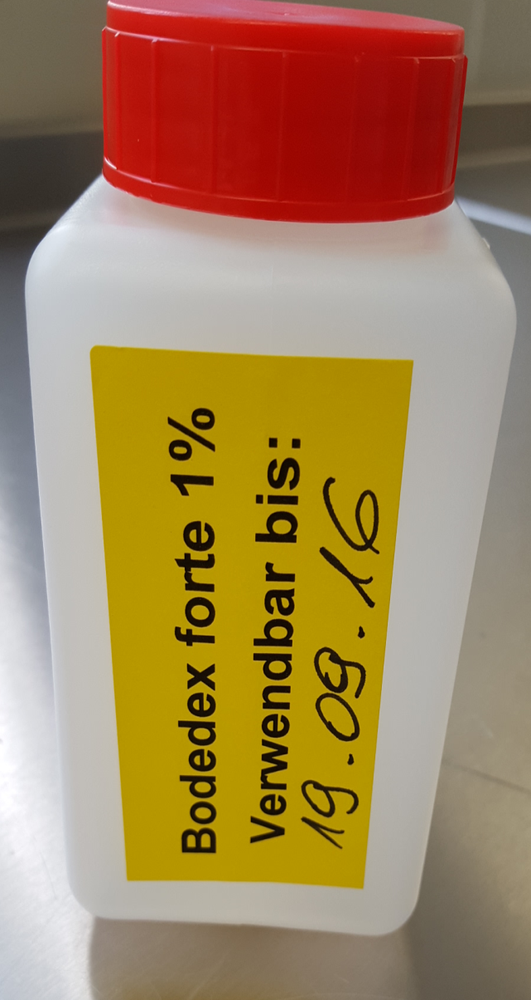 Bodedex forte 1%
Verwendbar bis:
19.09.16